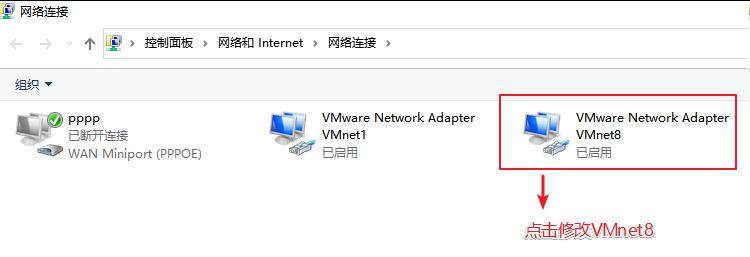 网络连接
控制面板 网络和 Internet 网络连接
组织
pppp
已断开连接
WAN Miniport (PPPOE)
VMware Network Adapter
VMnet1
已启用
VMware Network Adapter
VMnet8
已启用
点击修改VMnet8